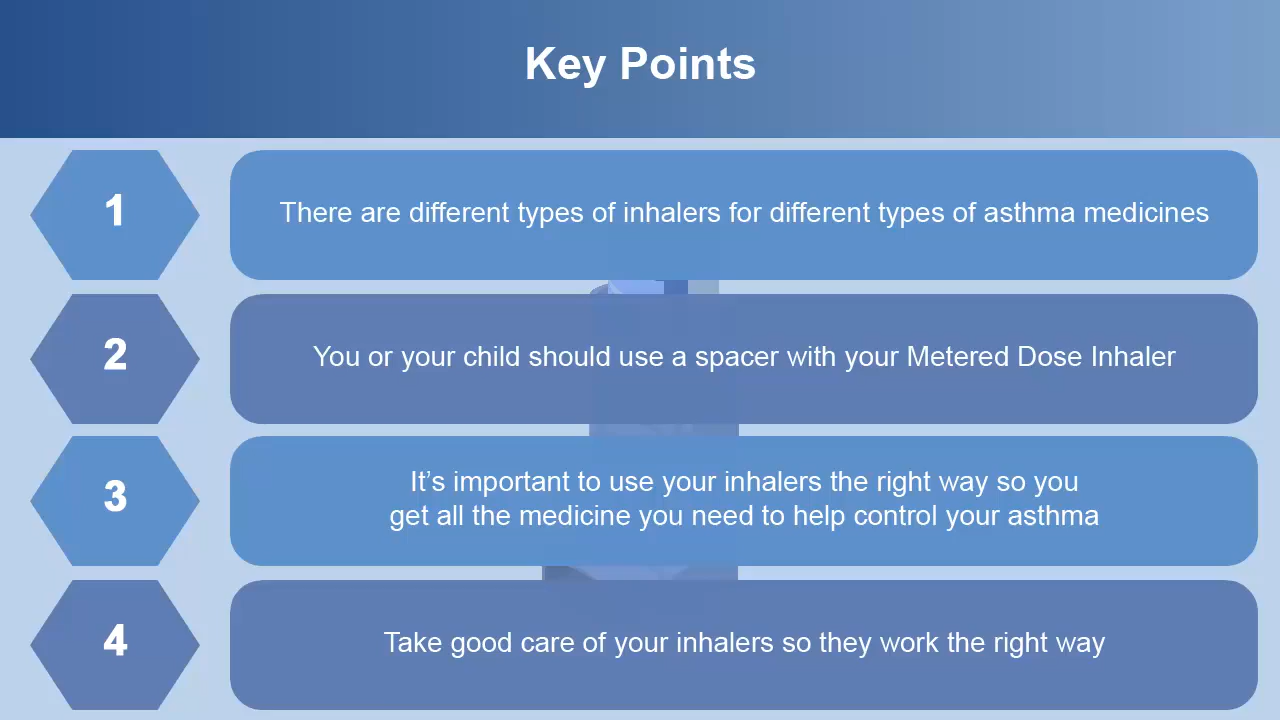 Key Points
1
There are different types of inhalers for different types of asthma medicines
2
You or your child should use a spacer with your Metered Dose Inhaler
3
It’s important to use your inhalers the right way so you
get all the medicine you need to help control your asthma
4
Take good care of your inhalers so they work the right way